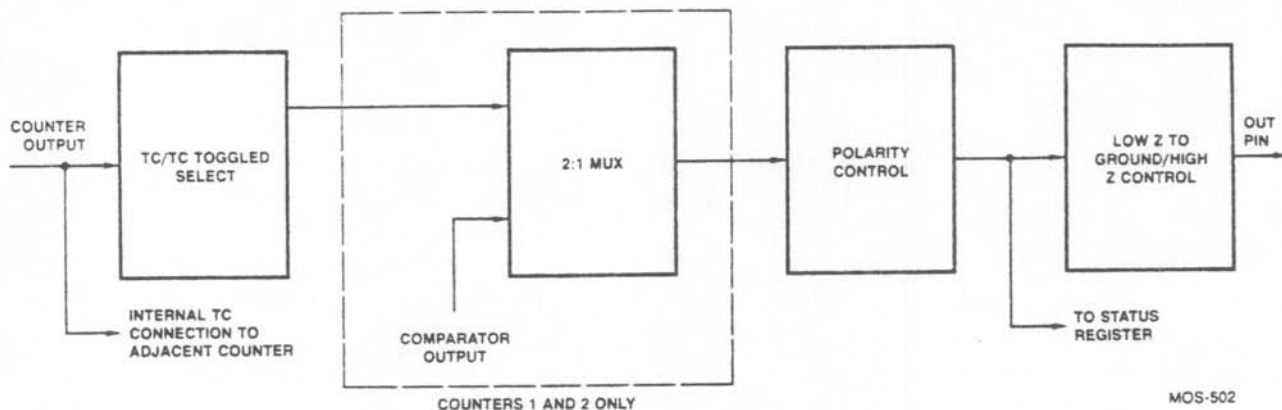 COUNTER
OUTPUT
TC/TC TOGGLED
SELECT
INTERNAL TC
CONNECTION TO
ADJACENT COUNTER
2:1 MUX
COMPARATOR
OUTPUT
COUNTERS 1 AND 2 ONLY
POLARITY
CONTROL
TO STATUS
REGISTER
LOW Z TO
GROUND/HIGH
Z CONTROL
OUT
PIN
MOS-502